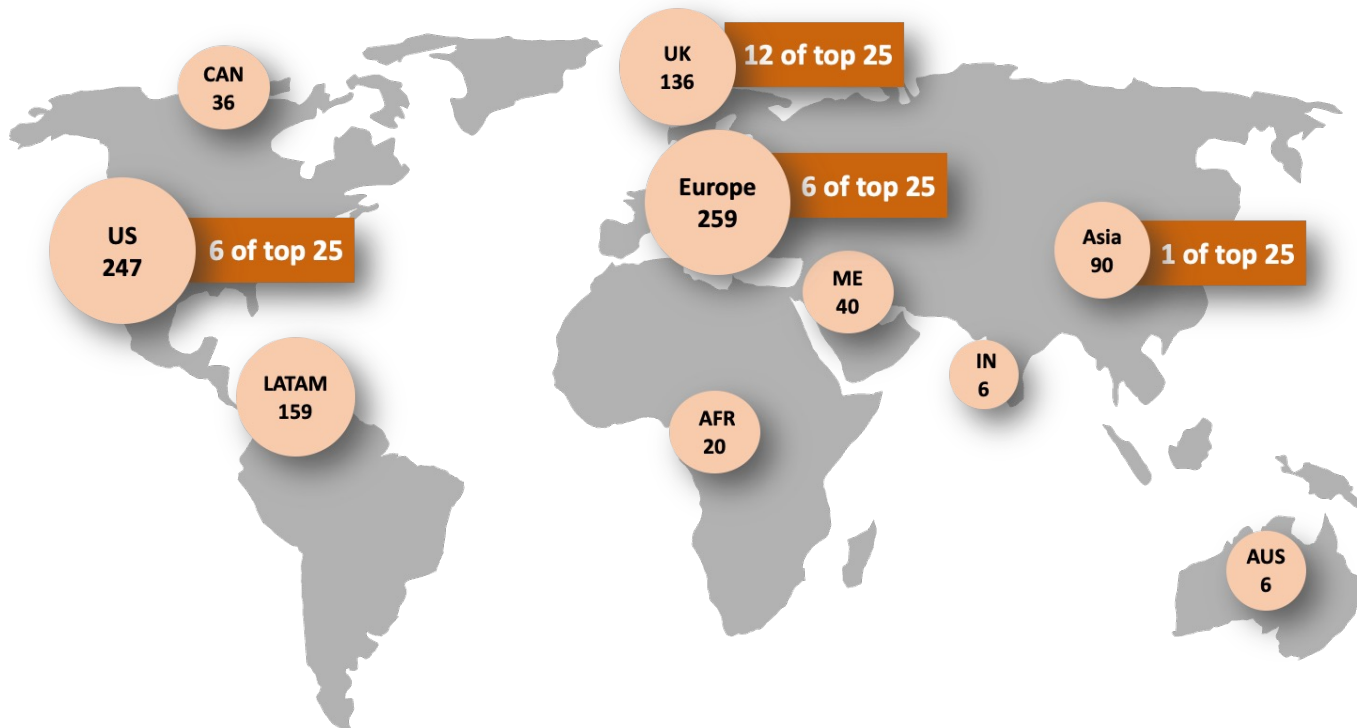 CAN
36
UK
136
12 of top 25
US
247
6 of top 25
Europe
259
6 of top 25
Asia
90
1 of top 25
ME
40
IN
6
LATAM
159
AFR
20
AUS
6